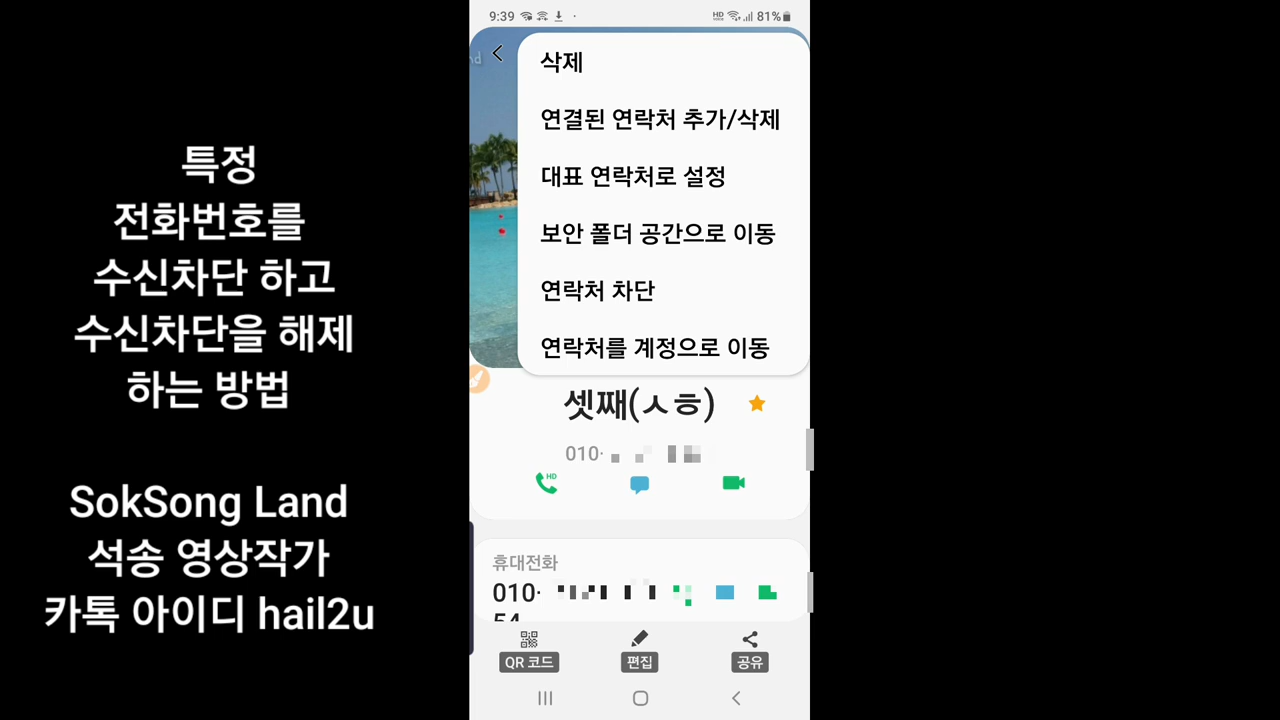 특정
전화번호를
수신차단 하고
수신차단을 해제
하는 방법
SokSong Land
석송 영상작가
카톡 아이디 hail2u
9:39
HD
81%
삭제
연결된 연락처 추가/삭제
대표 연락처로 설정
보안 폴더 공간으로 이동
연락처 차단
연락처를 계정으로 이동
셋째(ㅅㅎ)
010-
HD
휴대전화
010-
QR 코드
편집
공유